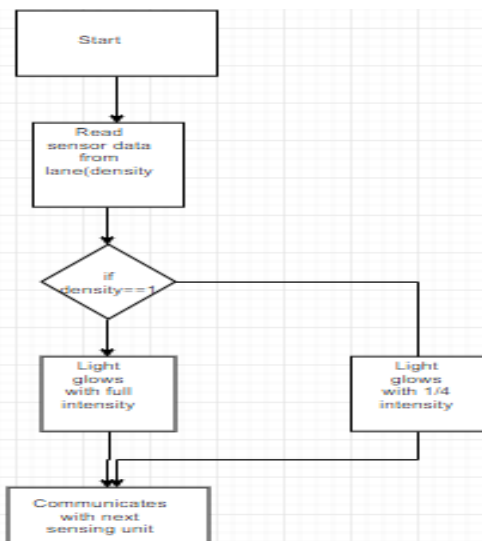 Start
Read
sensor data
from
lane(density
if
density==1
Light
glows
with full
intensity
Light
glows
with 1/4
intensity
Communicates
with next
sensing unit